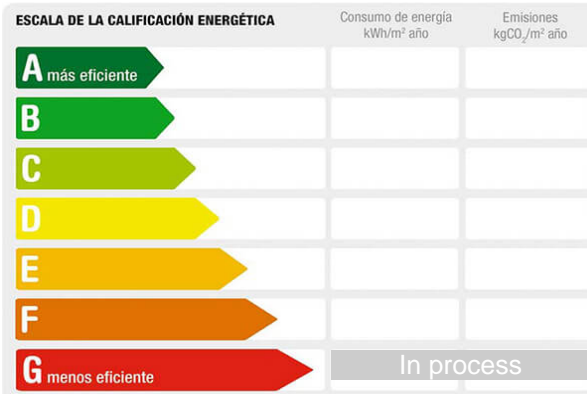 ESCALA DE LA CALIFICACIÓN ENERGÉTICA
Consumo de energía
kWh/m² año
Emisiones
kgCO₂/m² año
A más eficiente
B
C
D
E
F
G menos eficiente
In process